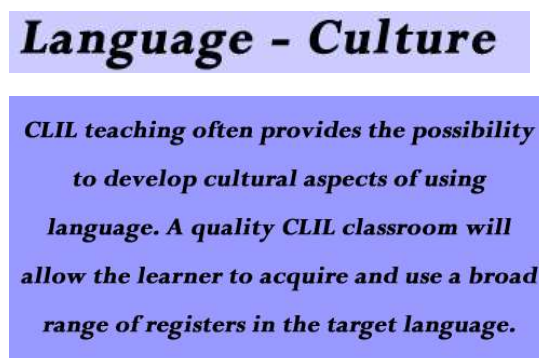 Language - Culture
CLIL teaching often provides the possibility
to develop cultural aspects of using
language. A quality CLIL classroom will
allow the learner to acquire and use a broad
range of registers in the target language.